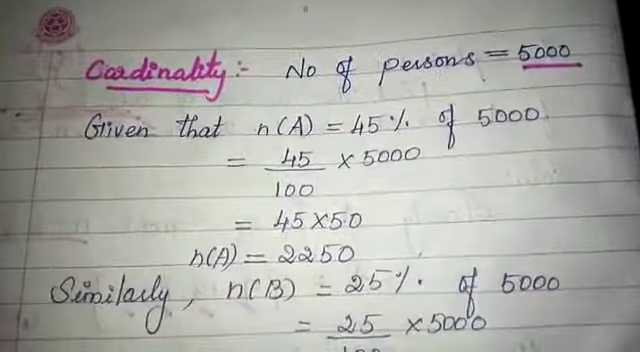 Cardinality:- No of persons = 5000
Given that n(A) = 45% of 5000.
= 45/100 × 5000
= 45×50
n(A) = 2250
Similarly, n(B) = 25% of 5000
= 25/100 ×5000